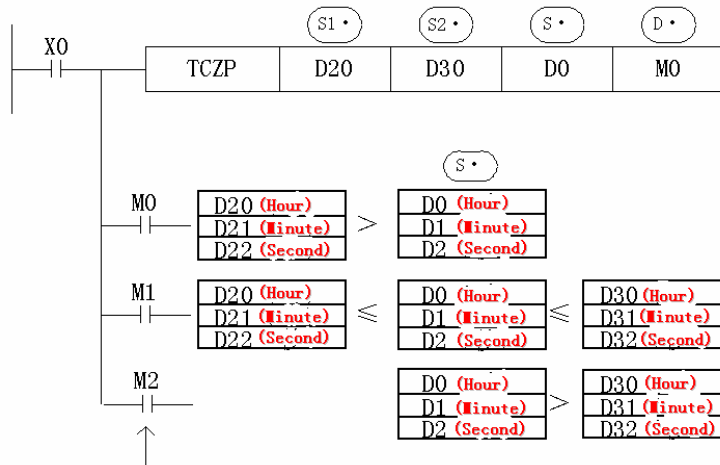 S1· S2· S· D·
X0
TCZP D20 D30 D0 M0
S·
M0
D20 (Hour) D0 (Hour)
D21 (Minute) > D1 (Minute)
D22 (Second) D2 (Second)
M1
D20 (Hour) D0 (Hour) D30 (Hour)
D21 (Minute) ≤ D1 (Minute) ≤ D31 (Minute)
D22 (Second) D2 (Second) D32 (Second)
M2
D0 (Hour) D30 (Hour)
D1 (Minute) > D31 (Minute)
D2 (Second) D32 (Second)